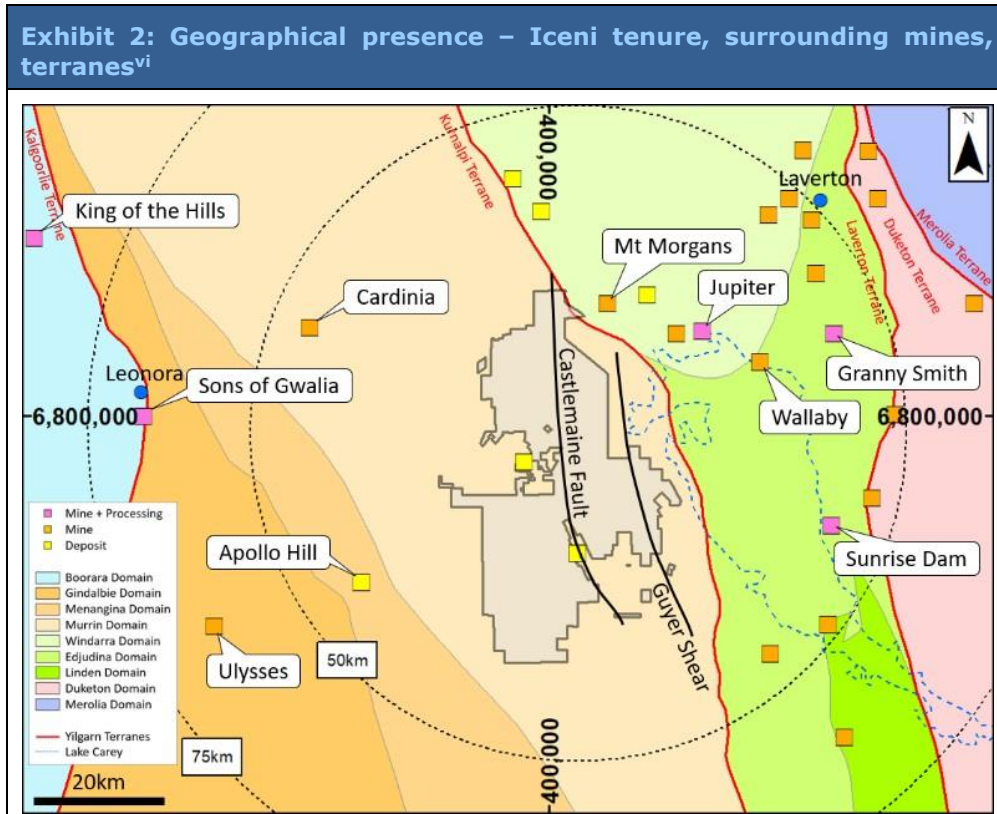 Exhibit 2: Geographical presence – Iceni tenure, surrounding mines,
terranesvi
Kalgoorlie Terrane
Kurnalpi Terrane
400,000
N
Laverton
King of the Hills
Mt Morgans
Laverton Terrane
Duketon Terrane
Merolia Terrane
Cardinia
Jupiter
Leonora
Sons of Gwalia
Castlemaine Fault
Granny Smith
Wallaby
6,800,000
6,800,000
Mine + Processing
Mine
Deposit
Boorara Domain
Gindalbie Domain
Menangina Domain
Murrin Domain
Windarra Domain
Edjudina Domain
Linden Domain
Duketon Domain
Merolia Domain
Yilgarn Terranes
Lake Carey
Apollo Hill
Sunrise Dam
Guyer Shear
Ulysses
50km
75km
400,000
20km